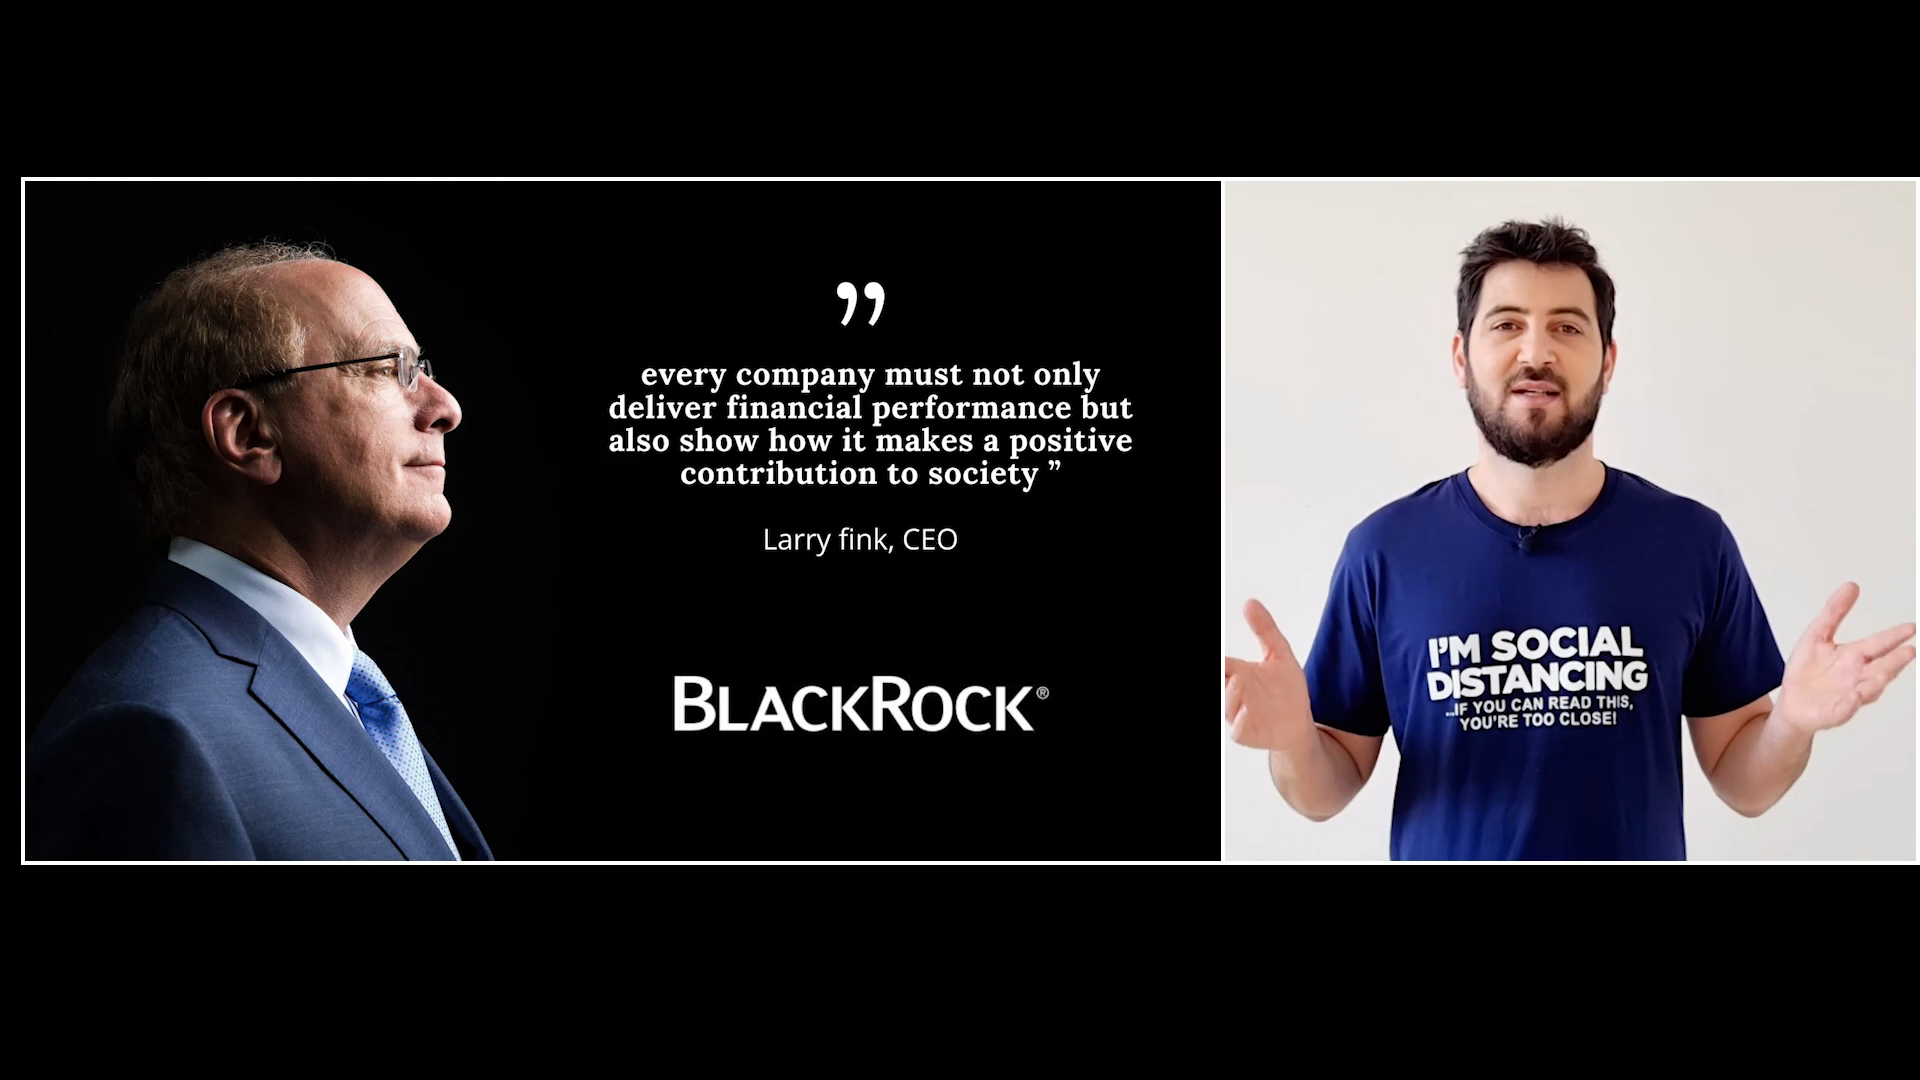 ”
every company must not only
deliver financial performance but
also show how it makes a positive
contribution to society ”
Larry fink, CEO
BLACKROCK®
I'M SOCIAL
DISTANCING
...IF YOU CAN READ THIS,
YOU'RE TOO CLOSE!